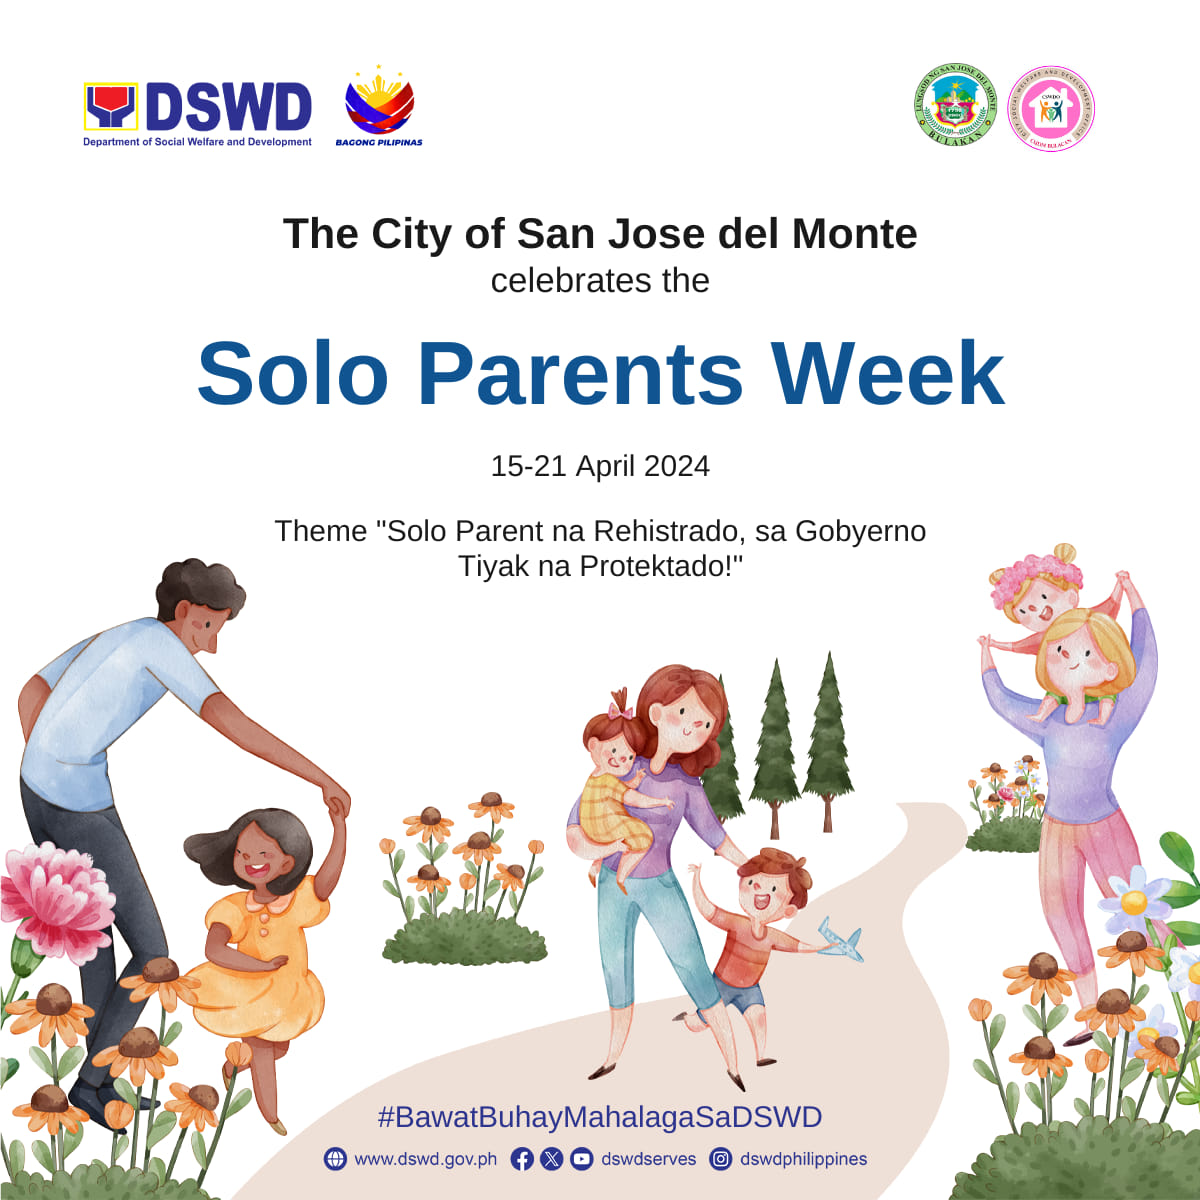 DSWD
Department of Social Welfare and Development
BAGONG PILIPINAS
LUNGSOD NG SAN JOSE DEL MONTE
BULAKAN
CITY SOCIAL WELFARE AND DEVELOPMENT OFFICE
CSWDO
CSJDM BULACAN
The City of San Jose del Monte
celebrates the
Solo Parents Week
15-21 April 2024
Theme "Solo Parent na Rehistrado, sa Gobyerno
Tiyak na Protektado!"
#BawatBuhayMahalagaSaDSWD
www.dswd.gov.ph dswdserves dswdphilippines